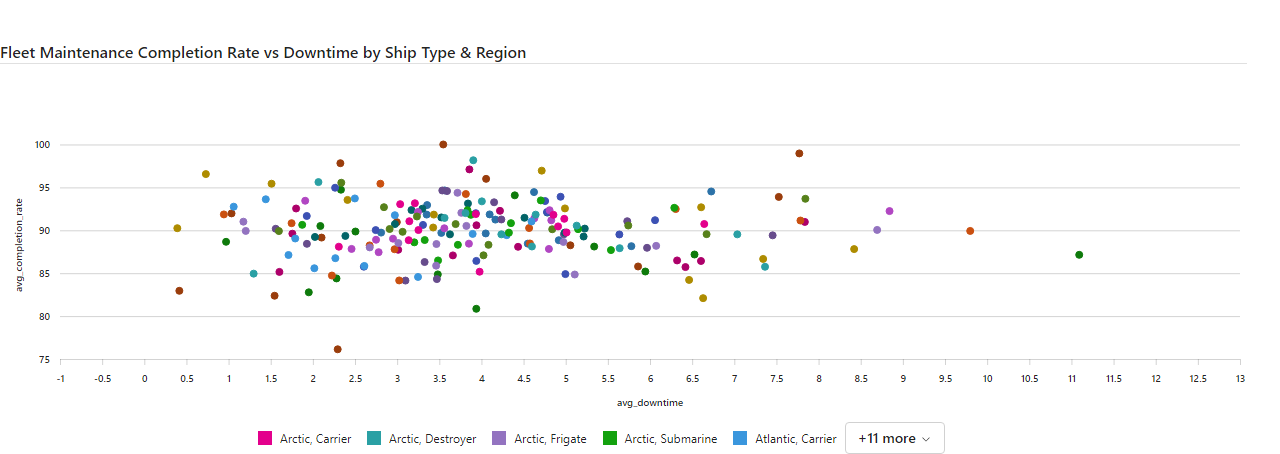 Fleet Maintenance Completion Rate vs Downtime by Ship Type & Region
100
95
90
85
80
75
avg_completion_rate
-1 -0.5 0 0.5 1 1.5 2 2.5 3 3.5 4 4.5 5 5.5 6 6.5 7 7.5 8 8.5 9 9.5 10 10.5 11 11.5 12 12.5 13
avg_downtime
Arctic, Carrier Arctic, Destroyer Arctic, Frigate Arctic, Submarine Atlantic, Carrier +11 more